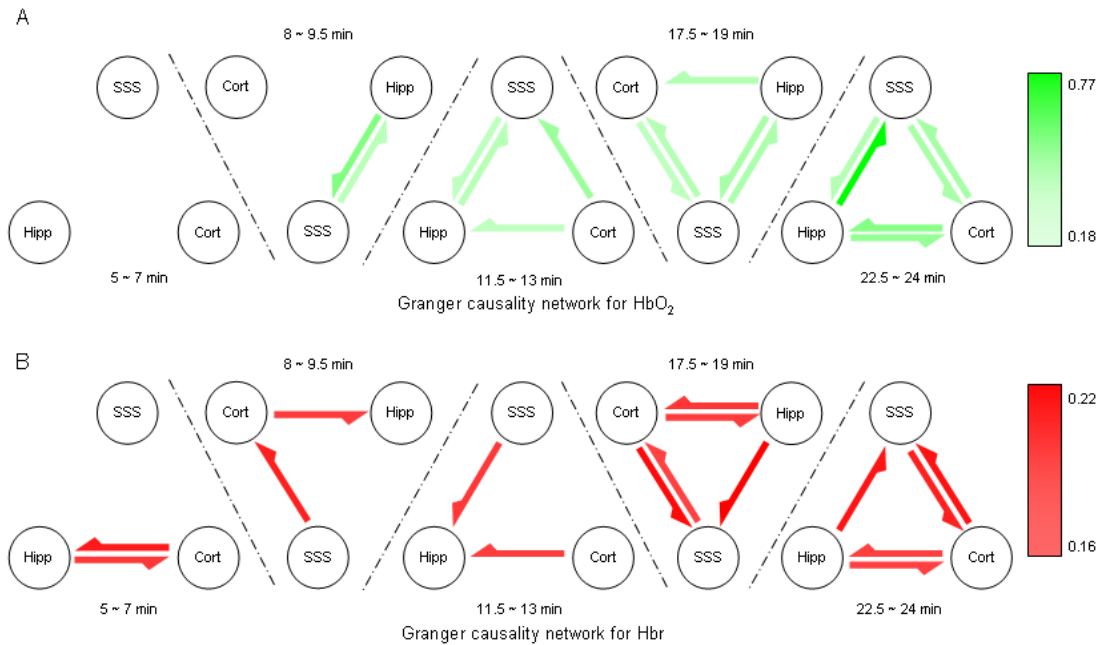 A
8 ~ 9.5 min
17.5 ~ 19 min
SSS
Cort
Hipp
SSS
Cort
Hipp
SSS
0.77
Hipp
Cort
SSS
Hipp
Cort
SSS
Hipp
Cort
0.18
5 ~ 7 min
11.5 ~ 13 min
22.5 ~ 24 min
Granger causality network for HbO₂
B
8 ~ 9.5 min
17.5 ~ 19 min
SSS
Cort
Hipp
SSS
Cort
Hipp
SSS
0.22
Hipp
Cort
SSS
Hipp
Cort
SSS
Hipp
Cort
0.16
5 ~ 7 min
11.5 ~ 13 min
22.5 ~ 24 min
Granger causality network for Hbr